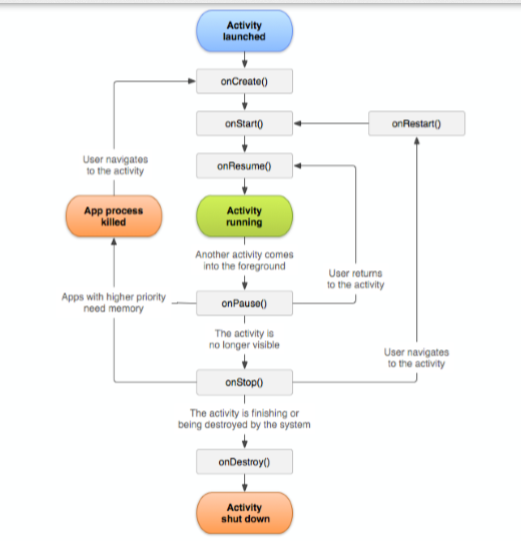 Activity
launched
onCreate()
onStart()
onRestart()
User navigates
to the activity
onResume()
App process
killed
Activity
running
Another activity comes
into the foreground
User returns
to the activity
Apps with higher priority
need memory
onPause()
The activity is
no longer visible
User navigates
to the activity
onStop()
The activity is finishing or
being destroyed by the system
onDestroy()
Activity
shut down